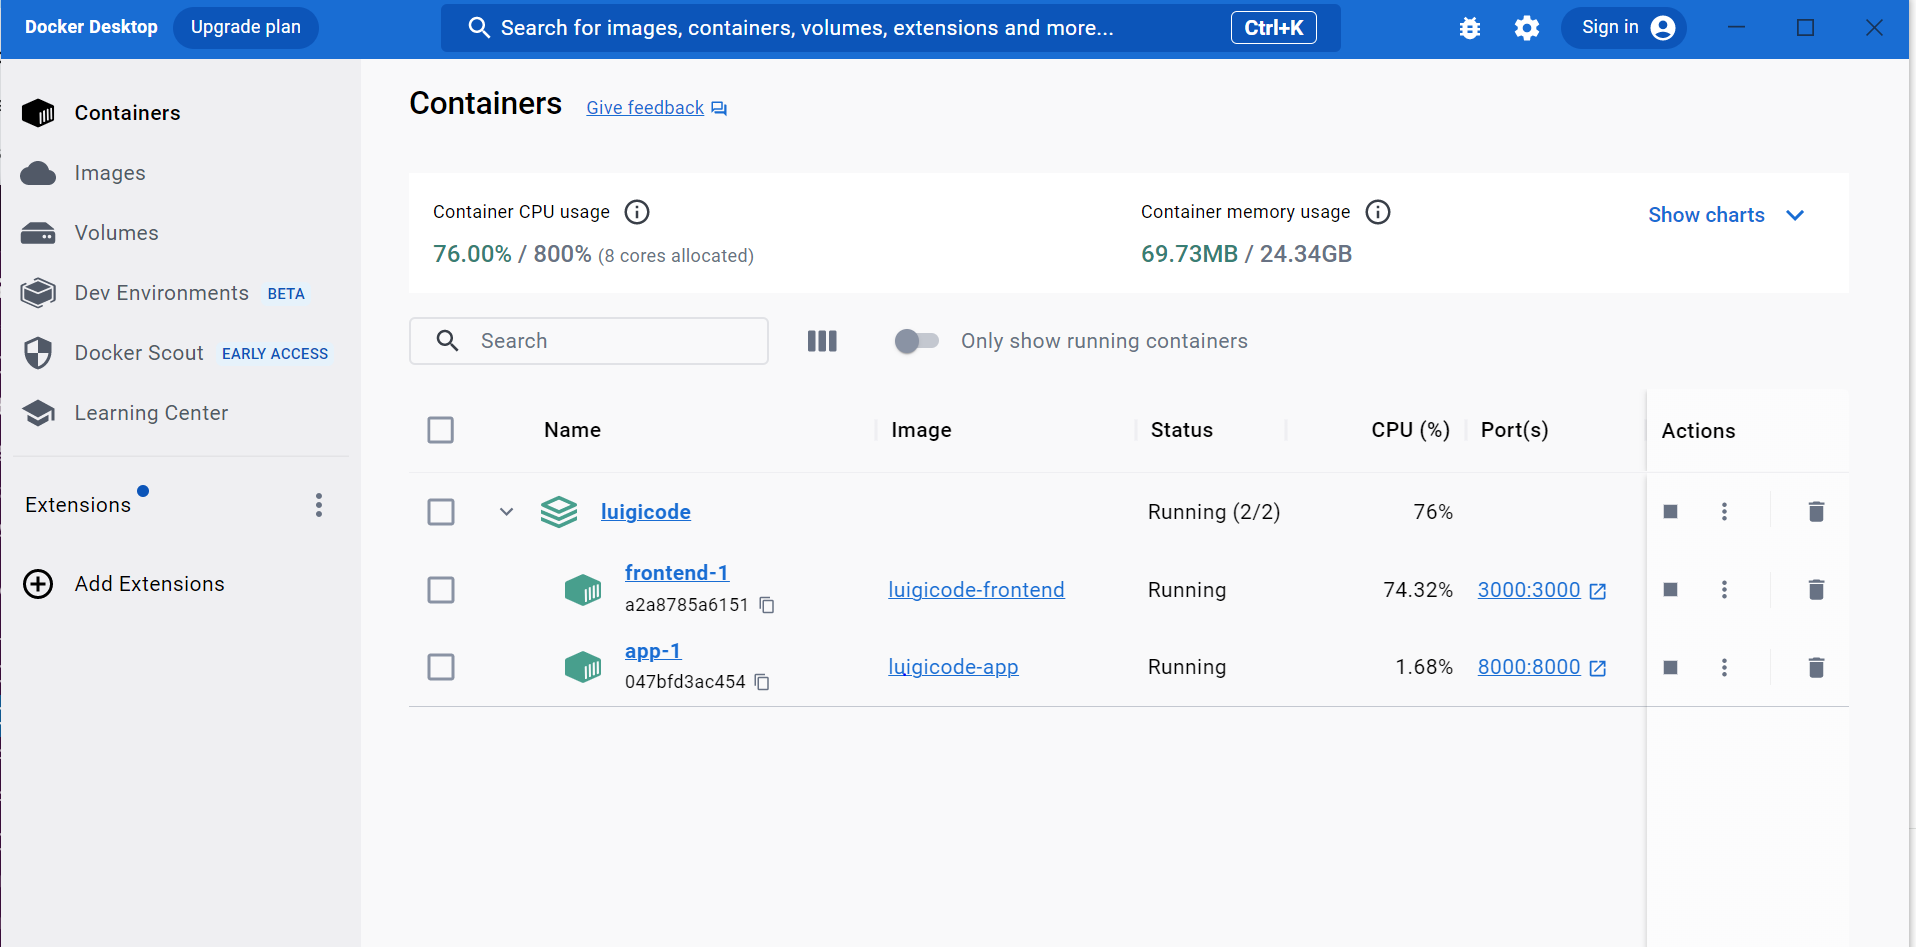 Docker Desktop Upgrade plan Search for images, containers, volumes, extensions and more... Ctrl+K Sign in
Containers
Images
Volumes
Dev Environments BETA
Docker Scout EARLY ACCESS
Learning Center
Extensions
Add Extensions
Containers Give feedback
Container CPU usage
76.00% / 800% (8 cores allocated)
Container memory usage
69.73MB / 24.34GB
Show charts
Search
Only show running containers
Name Image Status CPU (%) Port(s) Actions
luigicode Running (2/2) 76%
frontend-1
a2a8785a6151
luigicode-frontend Running 74.32% 3000:3000
app-1
047bfd3ac454
luigicode-app Running 1.68% 8000:8000